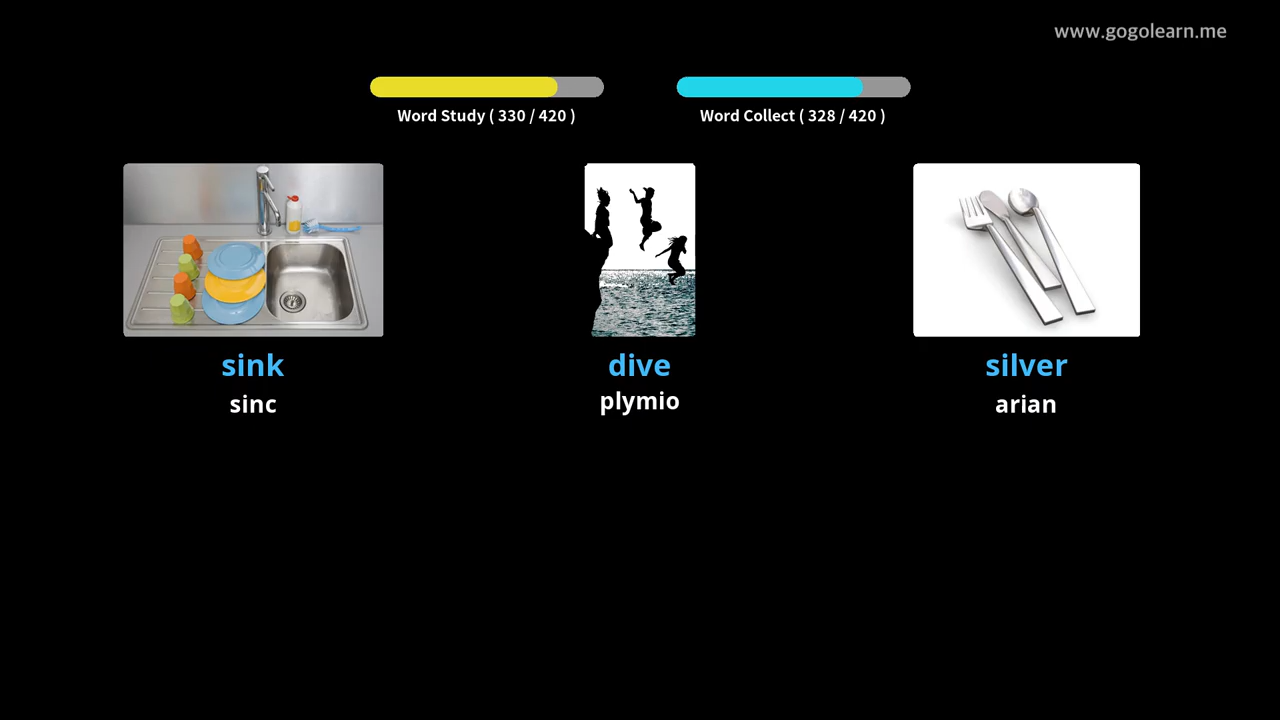 www.gogolearn.me
Word Study ( 330 / 420 )
Word Collect ( 328 / 420 )
sink
dive
silver
sinc
plymio
arian